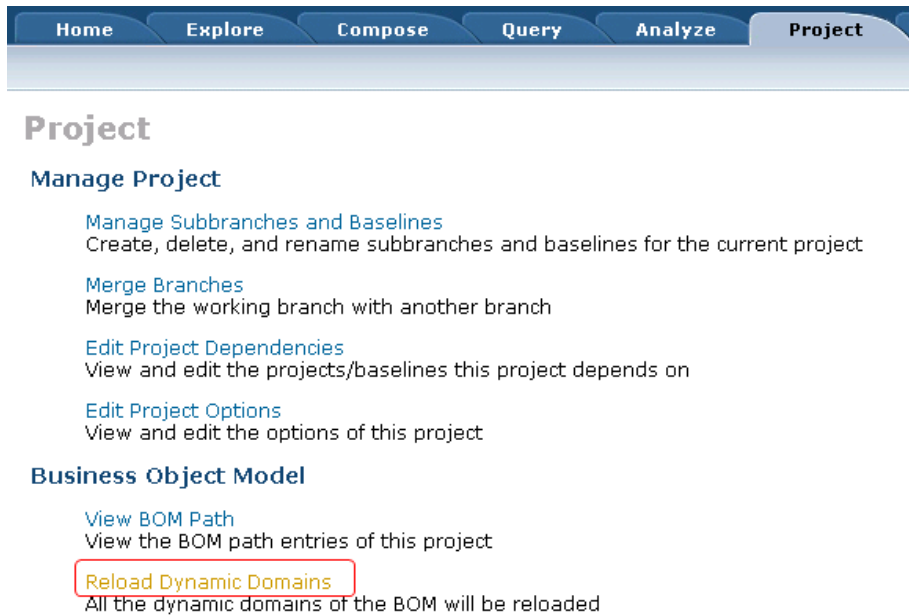 Home Explore Compose Query Analyze Project
Project
Manage Project
Manage Subbranches and Baselines
Create, delete, and rename subbranches and baselines for the current project
Merge Branches
Merge the working branch with another branch
Edit Project Dependencies
View and edit the projects/baselines this project depends on
Edit Project Options
View and edit the options of this project
Business Object Model
View BOM Path
View the BOM path entries of this project
Reload Dynamic Domains
All the dynamic domains of the BOM will be reloaded